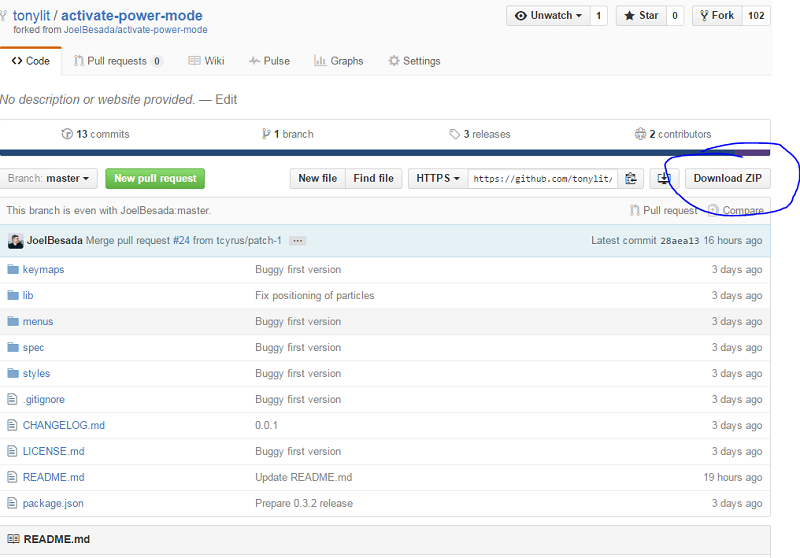 tonylit / activate-power-mode
forked from JoelBesada/activate-power-mode
Unwatch 1 Star 0 Fork 102
Code Pull requests 0 Wiki Pulse Graphs Settings
No description or website provided. — Edit
13 commits 1 branch 3 releases 2 contributors
Branch: master New pull request New file Find file HTTPS https://github.com/tonylit/ Download ZIP
This branch is even with JoelBesada:master. Pull request Compare
JoelBesada Merge pull request #24 from tcyrus/patch-1 ... Latest commit 28aea13 16 hours ago
keymaps Buggy first version 3 days ago
lib Fix positioning of particles 3 days ago
menus Buggy first version 3 days ago
spec Buggy first version 3 days ago
styles Buggy first version 3 days ago
.gitignore Buggy first version 3 days ago
CHANGELOG.md 0.0.1 3 days ago
LICENSE.md Buggy first version 3 days ago
README.md Update README.md 19 hours ago
package.json Prepare 0.3.2 release 3 days ago
README.md